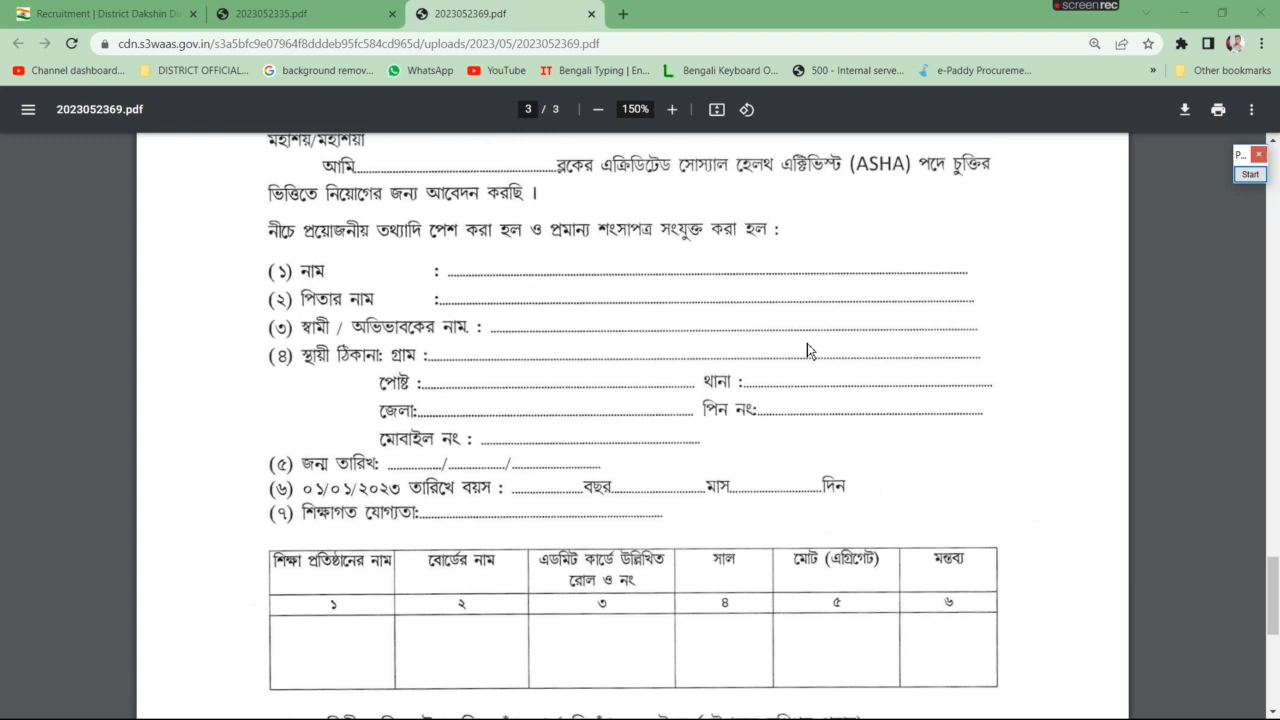 screenrec
Recruitment | District Dakshin Di
2023052335.pdf
2023052369.pdf
cdn.s3waas.gov.in/s3a5bfc9e07964f8dddeb95fc584cd965d/uploads/2023/05/2023052369.pdf
Channel dashboard...
DISTRICT OFFICIAL...
background remov...
WhatsApp
YouTube
IT Bengali Typing | En...
Bengali Keyboard O...
500 - Internal serve...
e-Paddy Procureme...
»
Other bookmarks
2023052369.pdf
3 / 3
150%
P...
Start
মহাশয়/মহাশয়া
আমি..................................................ব্লকের এক্রিডিটেড সোস্যাল হেলথ এক্টিভিস্ট (ASHA) পদে চুক্তির
ভিত্তিতে নিয়োগের জন্য আবেদন করছি ।
নীচে প্রয়োজনীয় তথ্যাদি পেশ করা হল ও প্রমান্য শংসাপত্র সংযুক্ত করা হল :
(১) নাম : ..................................................
(২) পিতার নাম :..................................................
(৩) স্বামী / অভিভাবকের নাম. : ..................................................
(৪) স্থায়ী ঠিকানা: গ্রাম :..................................................
পোষ্ট :.................................................. থানা :..................................................
জেলা:.................................................. পিন নং:..................................................
মোবাইল নং : ..................................................
(৫) জন্ম তারিখ: ............./............../......................
(৬) ০১/০১/২০২৩ তারিখে বয়স : ................বছর......................মাস......................দিন
(৭) শিক্ষাগত যোগ্যতা:..................................................
শিক্ষা প্রতিষ্ঠানের নাম বোর্ডের নাম এডমিট কার্ডে উল্লিখিত রোল ও নং সাল মোট (এগ্রিগেট) মন্তব্য
১ ২ ৩ ৪ ৫ ৬